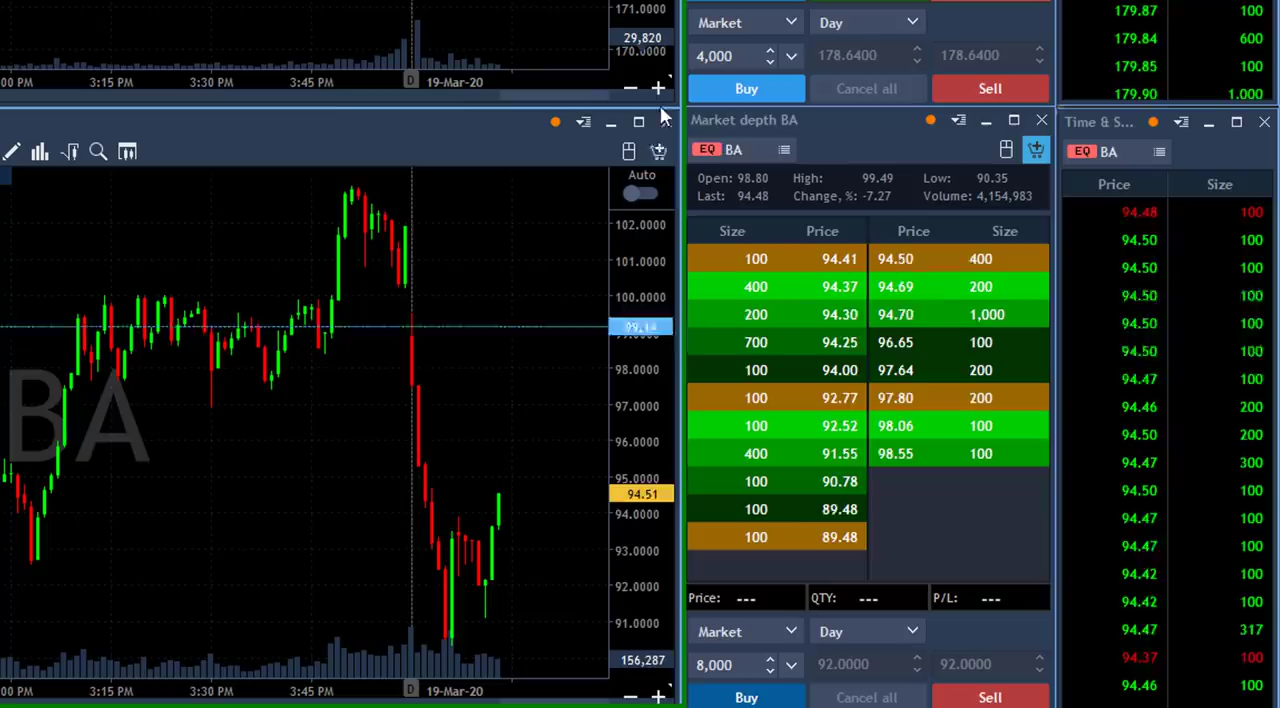 171.0000
29,820
170.0000
:00 PM 3:15 PM 3:30 PM 3:45 PM D 19-Mar-20
Market Day
4,000 178.6400 178.6400
Buy Cancel all Sell
179.87 100
179.84 600
179.85 100
179.90 1,000
Auto
102.0000
101.0000
100.0000
99.14
98.0000
97.0000
96.0000
95.0000
94.51
94.0000
93.0000
92.0000
91.0000
156,287
BA
:00 PM 3:15 PM 3:30 PM 3:45 PM D 19-Mar-20
Market depth BA
EQ BA
Open: 98.80 High: 99.49 Low: 90.35
Last: 94.48 Change, %: -7.27 Volume: 4,154,983
Size Price Price Size
100 94.41 94.50 400
400 94.37 94.69 200
200 94.30 94.70 1,000
700 94.25 96.65 100
100 94.00 97.64 200
100 92.77 97.80 200
100 92.52 98.06 100
400 91.55 98.55 100
100 90.78
100 89.48
100 89.48
Price: --- QTY: --- P/L: ---
Market Day
8,000 92.0000 92.0000
Buy Cancel all Sell
Time & S...
EQ BA
Price Size
94.48 100
94.50 100
94.50 100
94.50 100
94.50 100
94.50 100
94.47 100
94.46 200
94.50 200
94.47 300
94.50 100
94.47 100
94.47 100
94.42 100
94.42 100
94.47 317
94.37 100
94.46 100